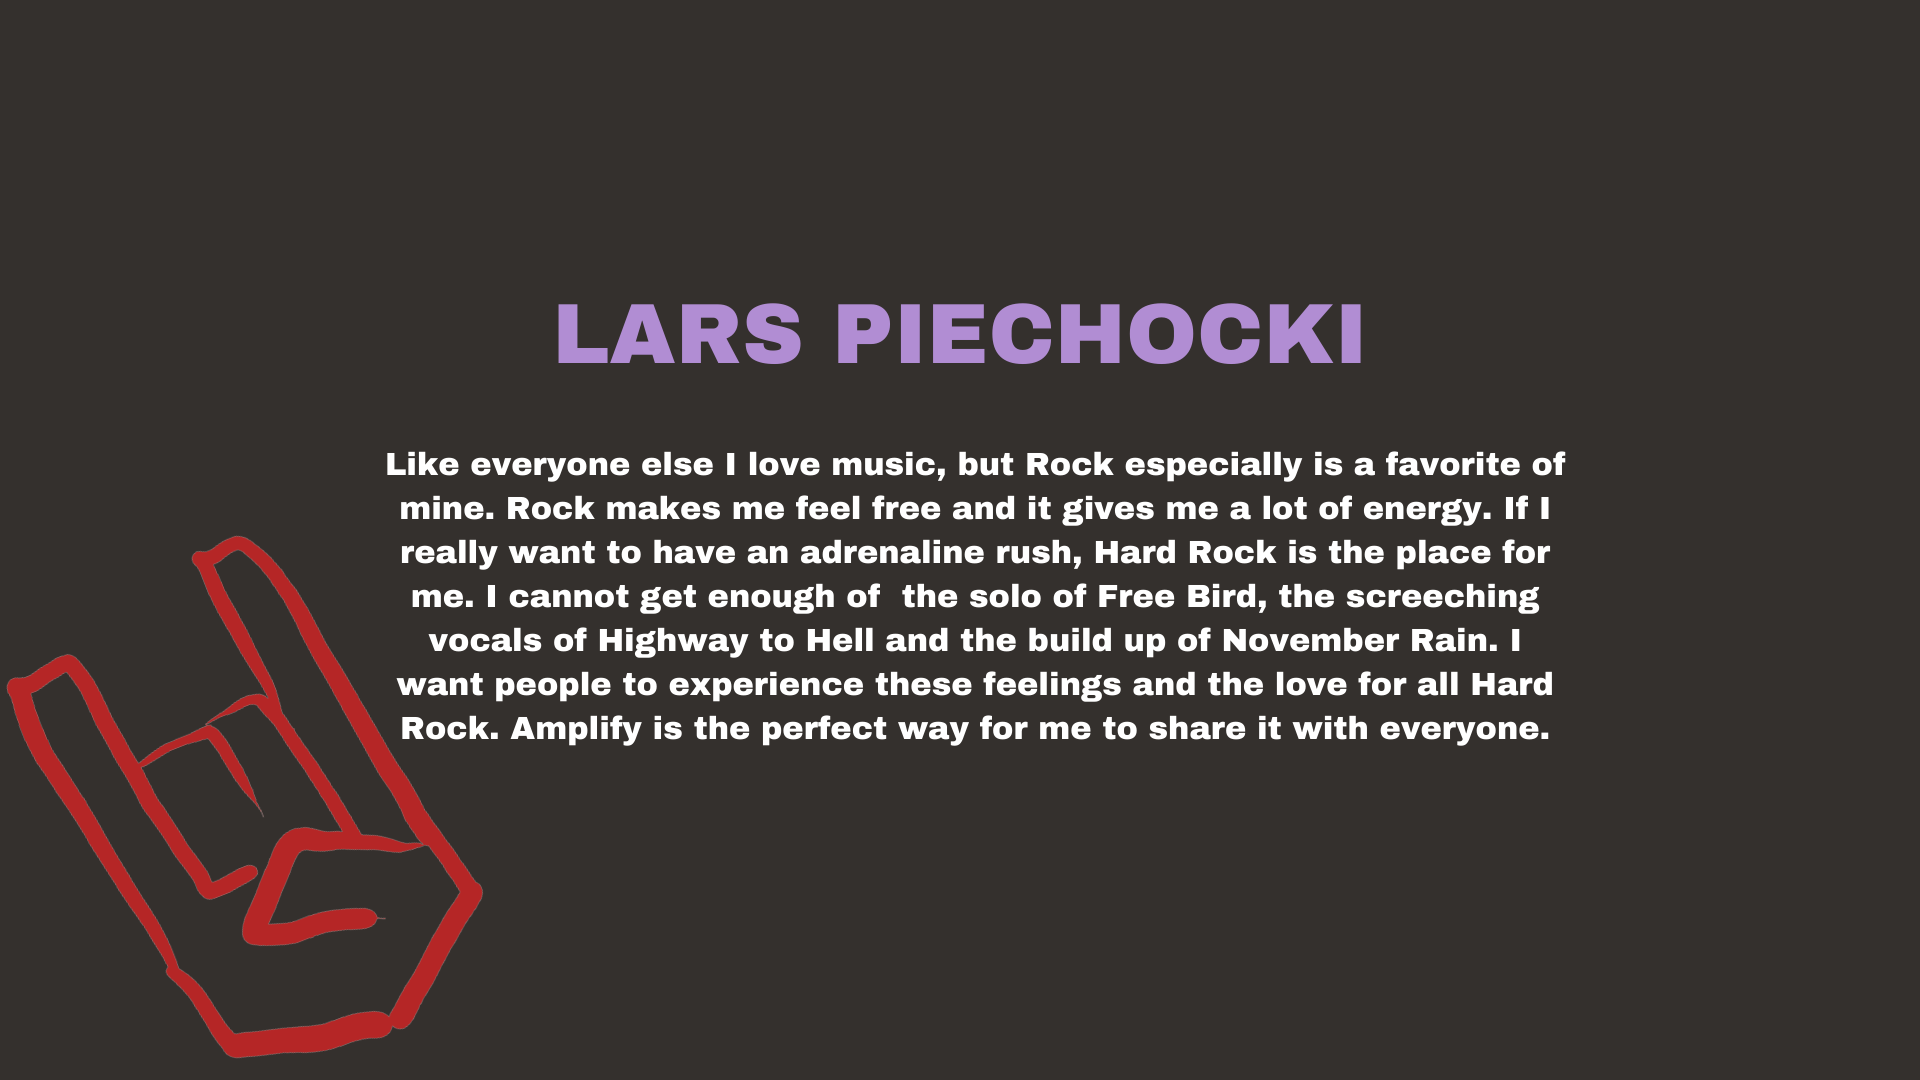 LARS PIECHOCKI
Like everyone else I love music, but Rock especially is a favorite of
mine. Rock makes me feel free and it gives me a lot of energy. If I
really want to have an adrenaline rush, Hard Rock is the place for
me. I cannot get enough of  the solo of Free Bird, the screeching
vocals of Highway to Hell and the build up of November Rain. I
want people to experience these feelings and the love for all Hard
Rock. Amplify is the perfect way for me to share it with everyone.